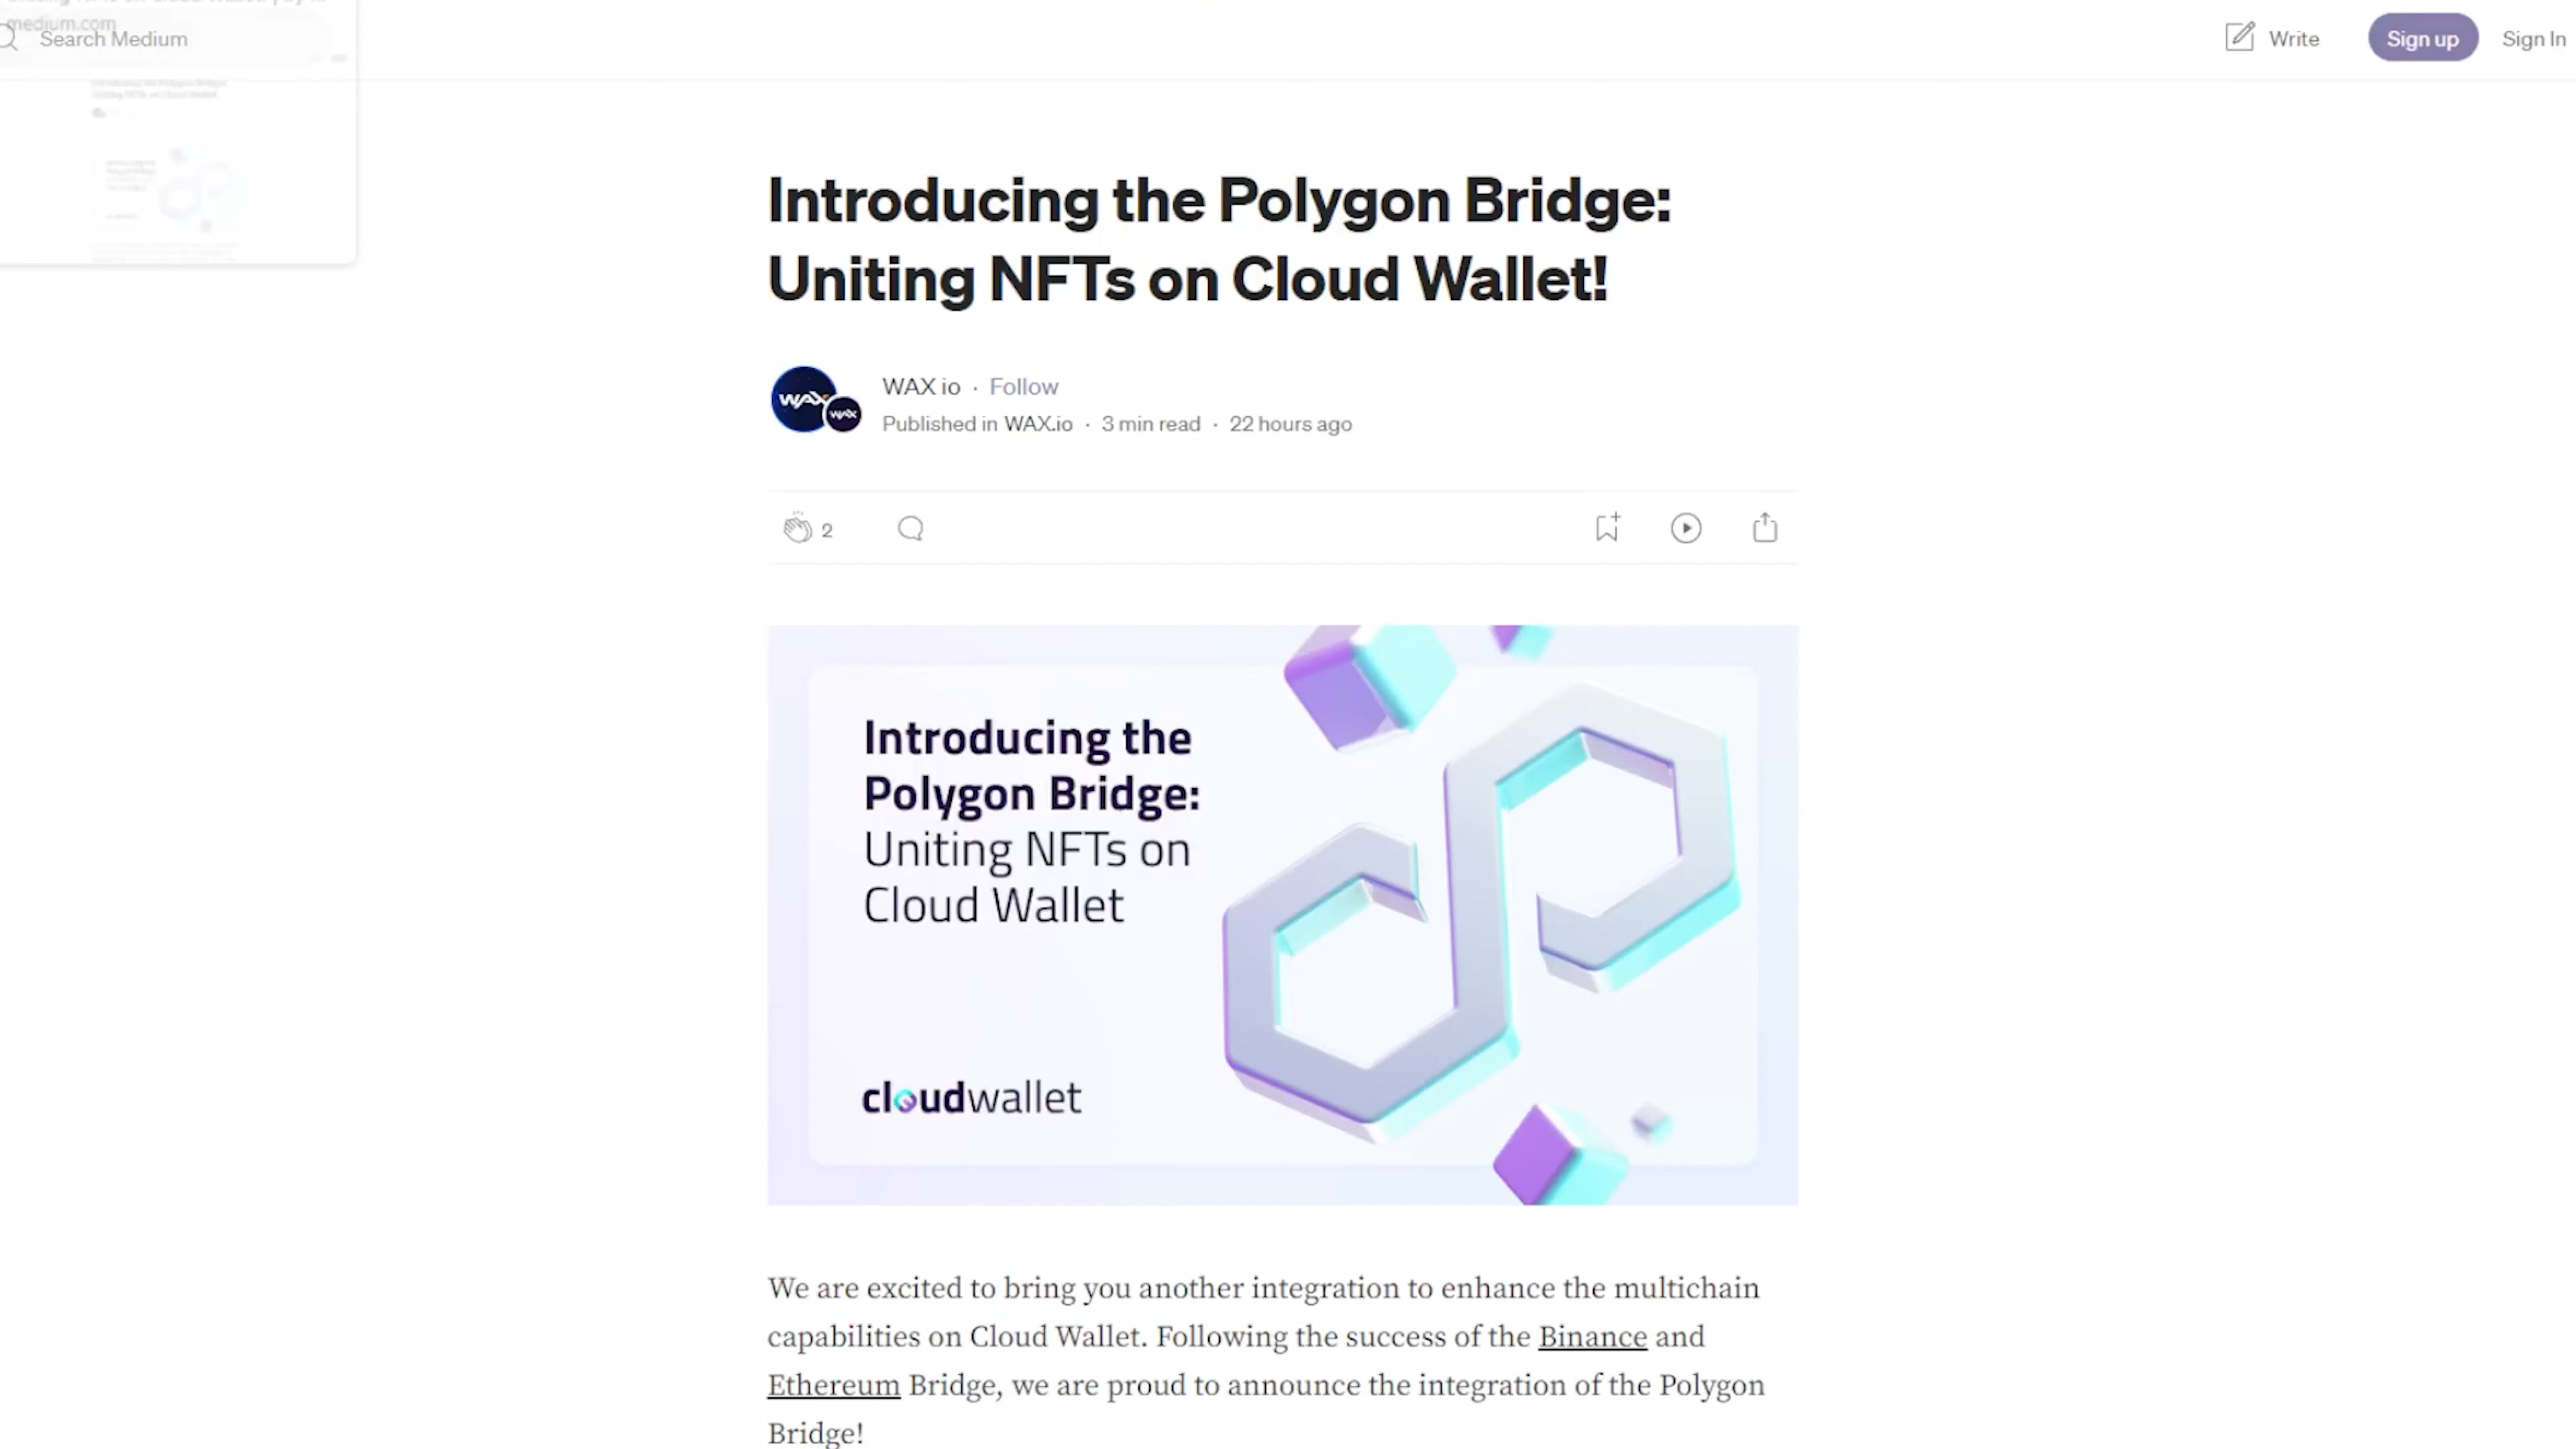 medium.com
Search Medium
Write
Sign up
Sign In
Introducing the Polygon Bridge:
Uniting NFTs on Cloud Wallet!
WAX
WAX
WAX io · Follow
Published in WAX.io · 3 min read · 22 hours ago
2
Introducing the
Polygon Bridge:
Uniting NFTs on
Cloud Wallet
cloudwallet
We are excited to bring you another integration to enhance the multichain
capabilities on Cloud Wallet. Following the success of the Binance and
Ethereum Bridge, we are proud to announce the integration of the Polygon
Bridge!